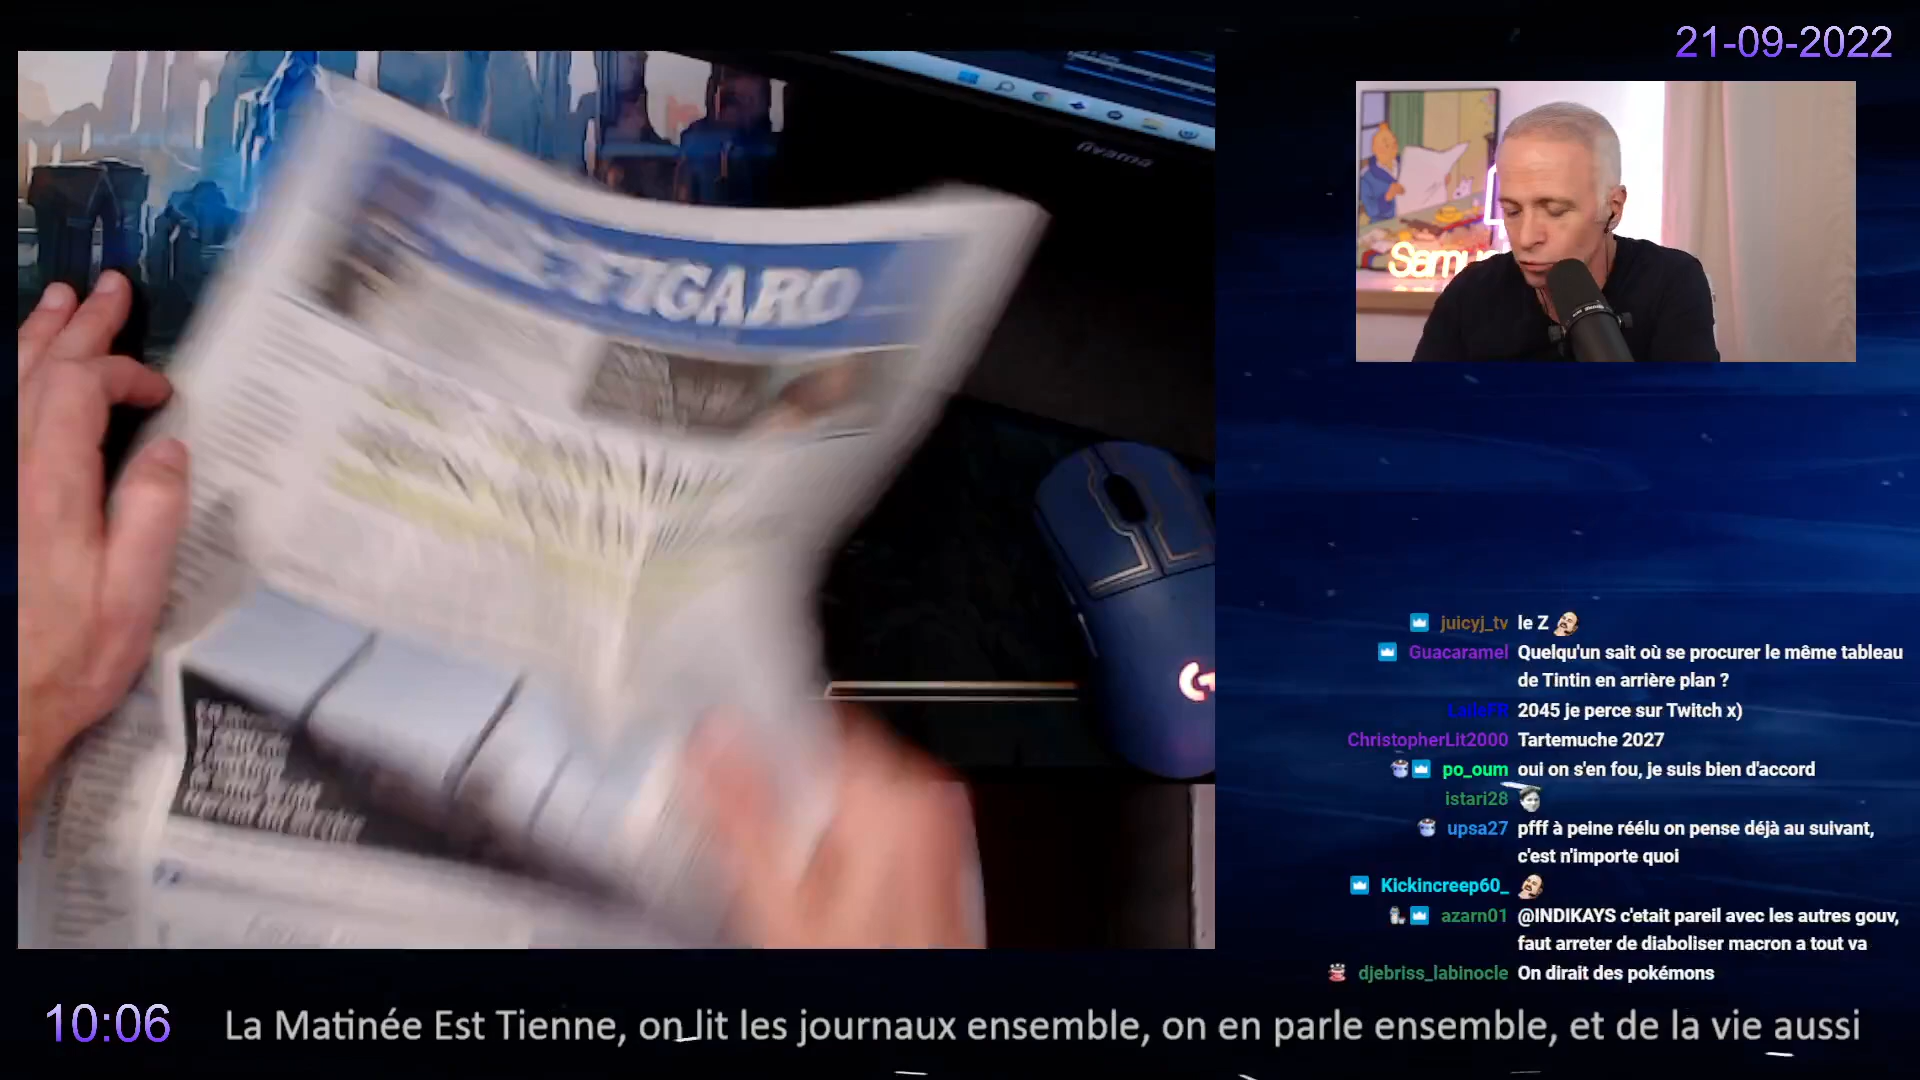 21-09-2022
iiyama
LE FIGARO
Samu
juicyj_tv le Z
Guacaramel Quelqu'un sait où se procurer le même tableau
de Tintin en arrière plan ?
LaileFR 2045 je perce sur Twitch x)
ChristopherLit2000 Tartemuche 2027
po_oum oui on s'en fou, je suis bien d'accord
istari28
upsa27 pfff à peine réélu on pense déjà au suivant,
c'est n'importe quoi
Kickincreep60_
azarn01 @INDIKAYS c'etait pareil avec les autres gouv,
faut arreter de diaboliser macron a tout va
djebriss_labinocle On dirait des pokémons
10:06 La Matinée Est Tienne, on lit les journaux ensemble, on en parle ensemble, et de la vie aussi